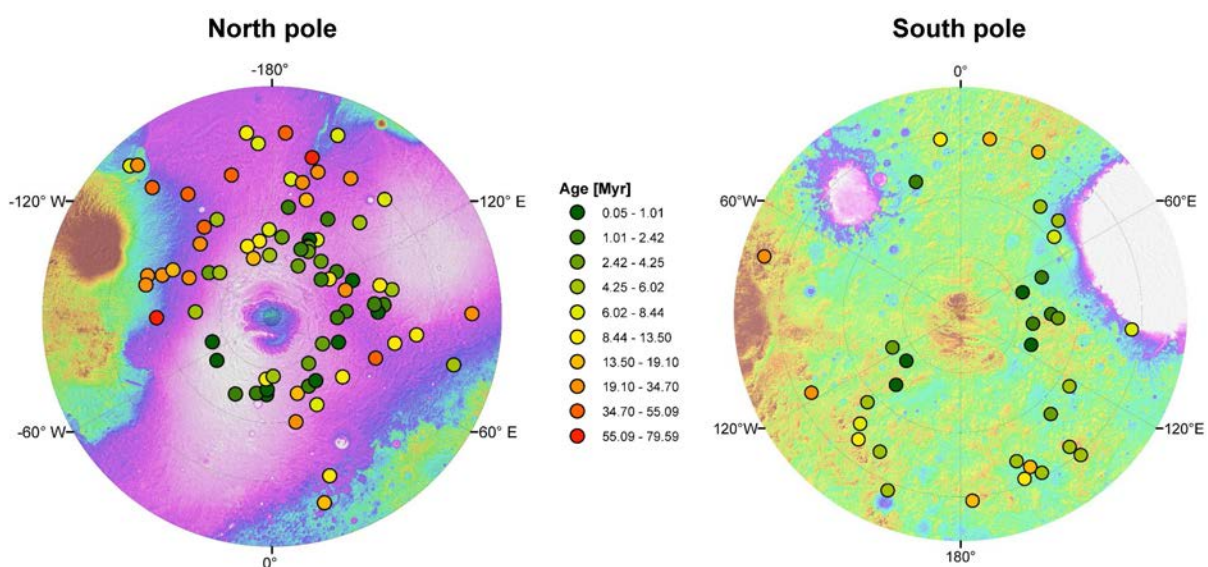 North pole
South pole
-180°
0°
-120° W
120° E
60°W
60°E
Age [Myr]
0.05 - 1.01
1.01 - 2.42
2.42 - 4.25
4.25 - 6.02
6.02 - 8.44
8.44 - 13.50
13.50 - 19.10
19.10 - 34.70
34.70 - 55.09
55.09 - 79.59
-60° W
60° E
120°W
120°E
0°
180°